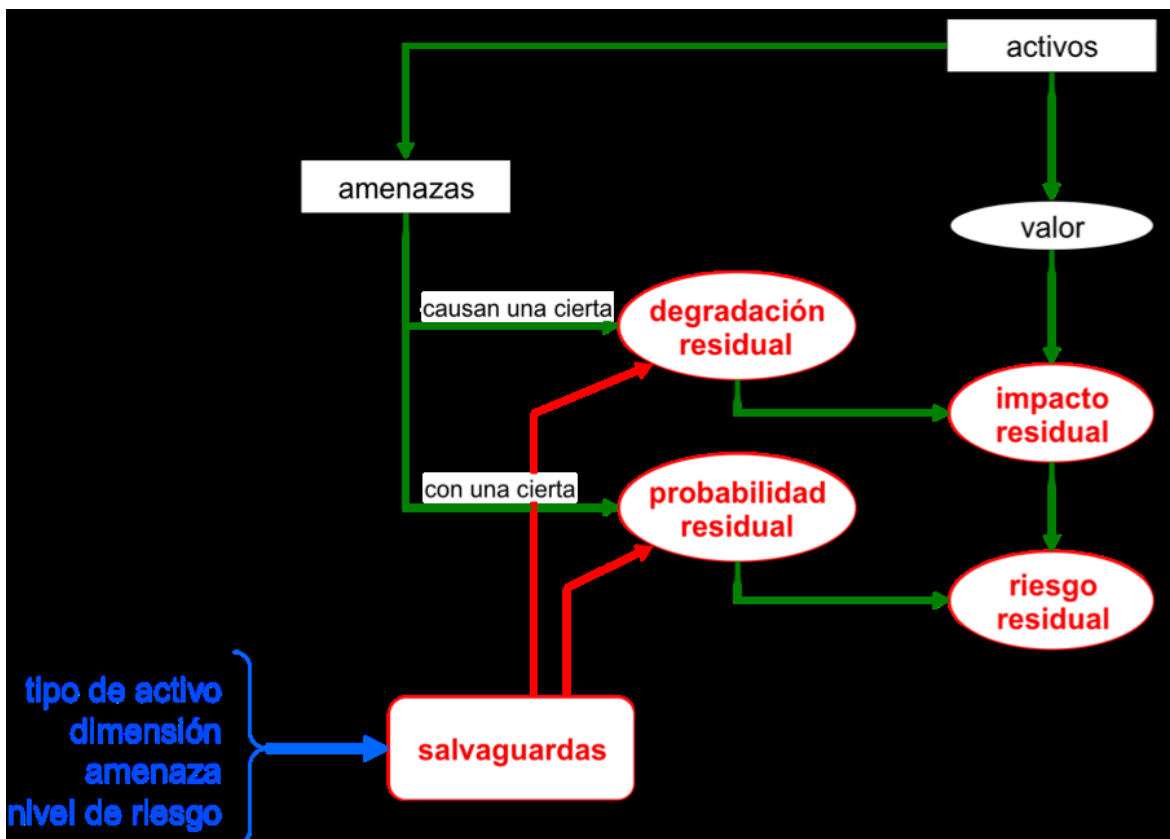 activos
amenazas
valor
causan una cierta
degradación
residual
impacto
residual
con una cierta
probabilidad
residual
riesgo
residual
tipo de activo
dimensión
amenaza
nivel de riesgo
salvaguardas